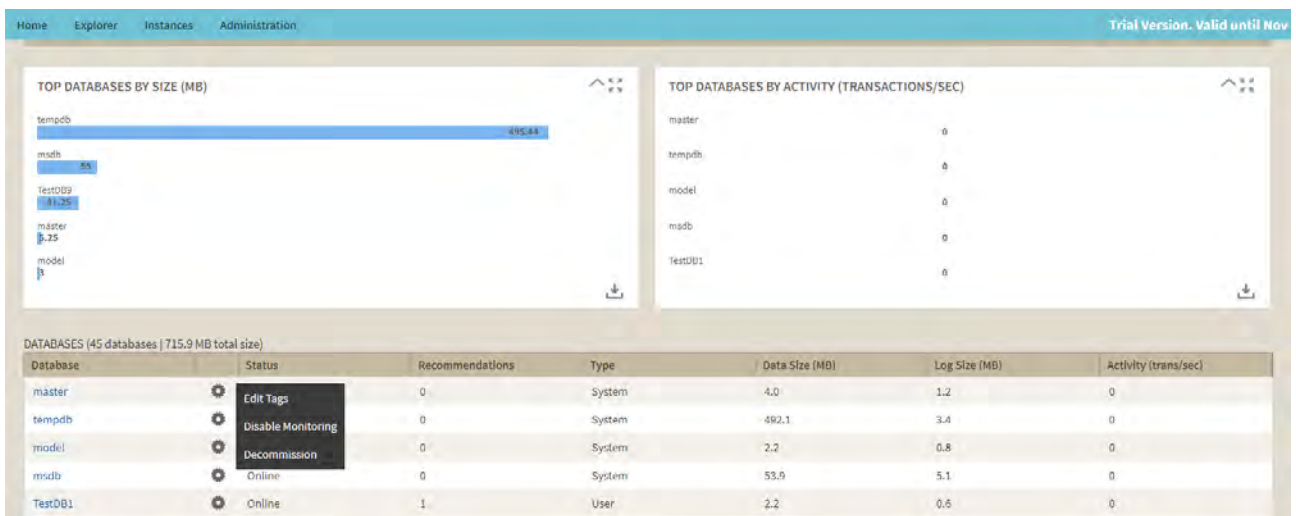 Home Explorer Instances Administration Trial Version. Valid until Nov
TOP DATABASES BY SIZE (MB)
tempdb
495.44
msdb
59
TestDB9
41.25
master
5.25
model
3
TOP DATABASES BY ACTIVITY (TRANSACTIONS/SEC)
master
0
tempdb
0
model
0
msdb
0
TestDB1
0
DATABASES (45 databases | 715.9 MB total size)
Database Status Recommendations Type Data Size (MB) Log Size (MB) Activity (trans/sec)
master Edit Tags 0 System 4.0 1.2 0
tempdb Disable Monitoring 0 System 492.1 3.4 0
model Decommission 0 System 2.2 0.8 0
msdb Online 0 System 53.9 5.1 0
TestDB1 Online 1 User 2.2 0.6 0